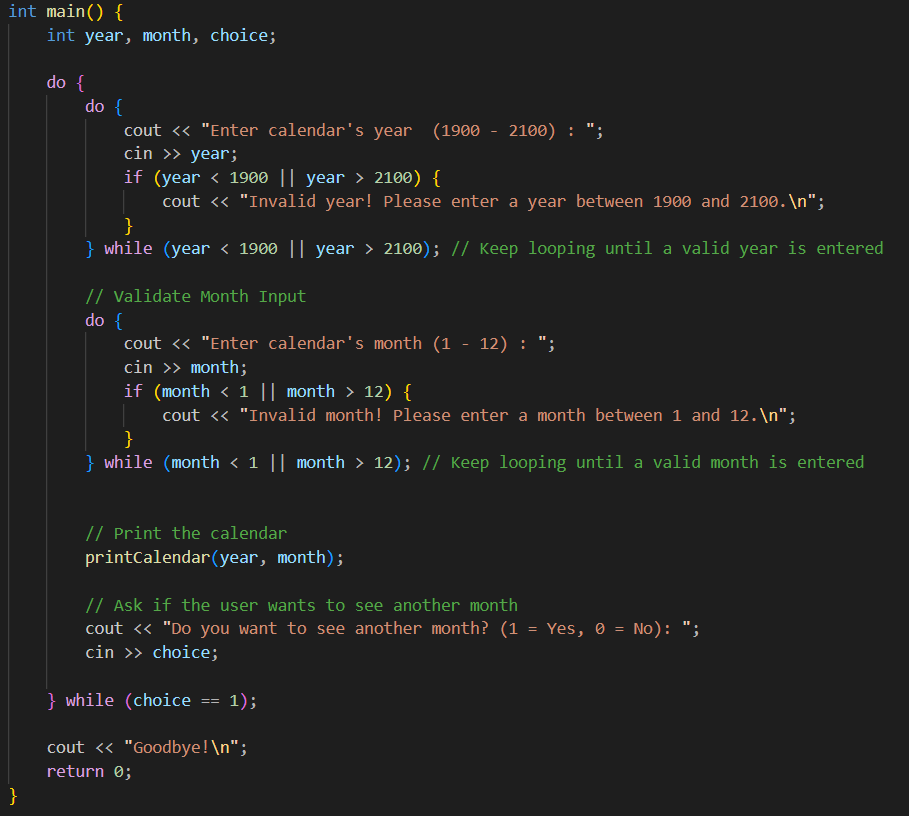 int main() {
    int year, month, choice;

    do {
        do {
            cout << "Enter calendar's year  (1900 - 2100) : ";
            cin >> year;
            if (year < 1900 || year > 2100) {
                cout << "Invalid year! Please enter a year between 1900 and 2100.\n";
            }
        } while (year < 1900 || year > 2100); // Keep looping until a valid year is entered

        // Validate Month Input
        do {
            cout << "Enter calendar's month (1 - 12) : ";
            cin >> month;
            if (month < 1 || month > 12) {
                cout << "Invalid month! Please enter a month between 1 and 12.\n";
            }
        } while (month < 1 || month > 12); // Keep looping until a valid month is entered


        // Print the calendar
        printCalendar(year, month);

        // Ask if the user wants to see another month
        cout << "Do you want to see another month? (1 = Yes, 0 = No): ";
        cin >> choice;

    } while (choice == 1);

    cout << "Goodbye!\n";
    return 0;
}